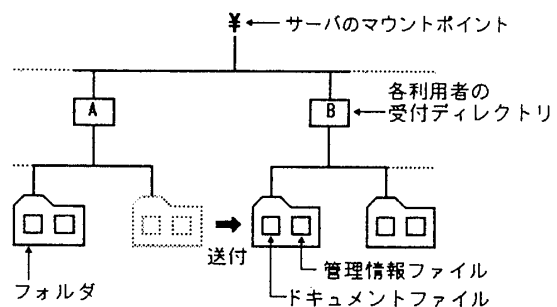 ¥
サーバのマウントポイント
A
B
各利用者の
受付ディレクトリ
送付
フォルダ
管理情報ファイル
ドキュメントファイル